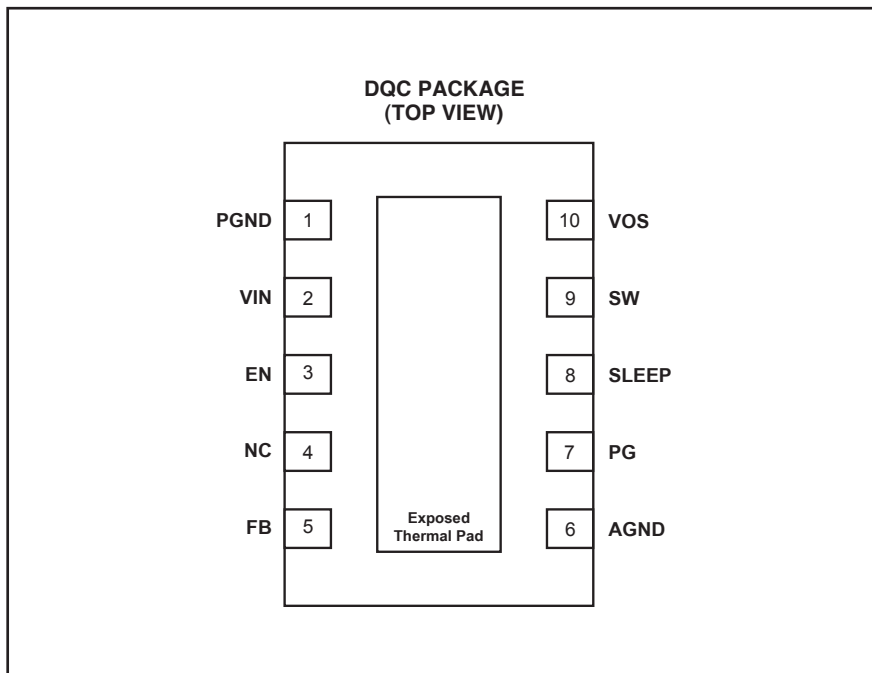 DQC PACKAGE
(TOP VIEW)
PGND 1
10 VOS
VIN 2
9 SW
EN 3
8 SLEEP
NC 4
7 PG
FB 5
6 AGND
Exposed
Thermal Pad